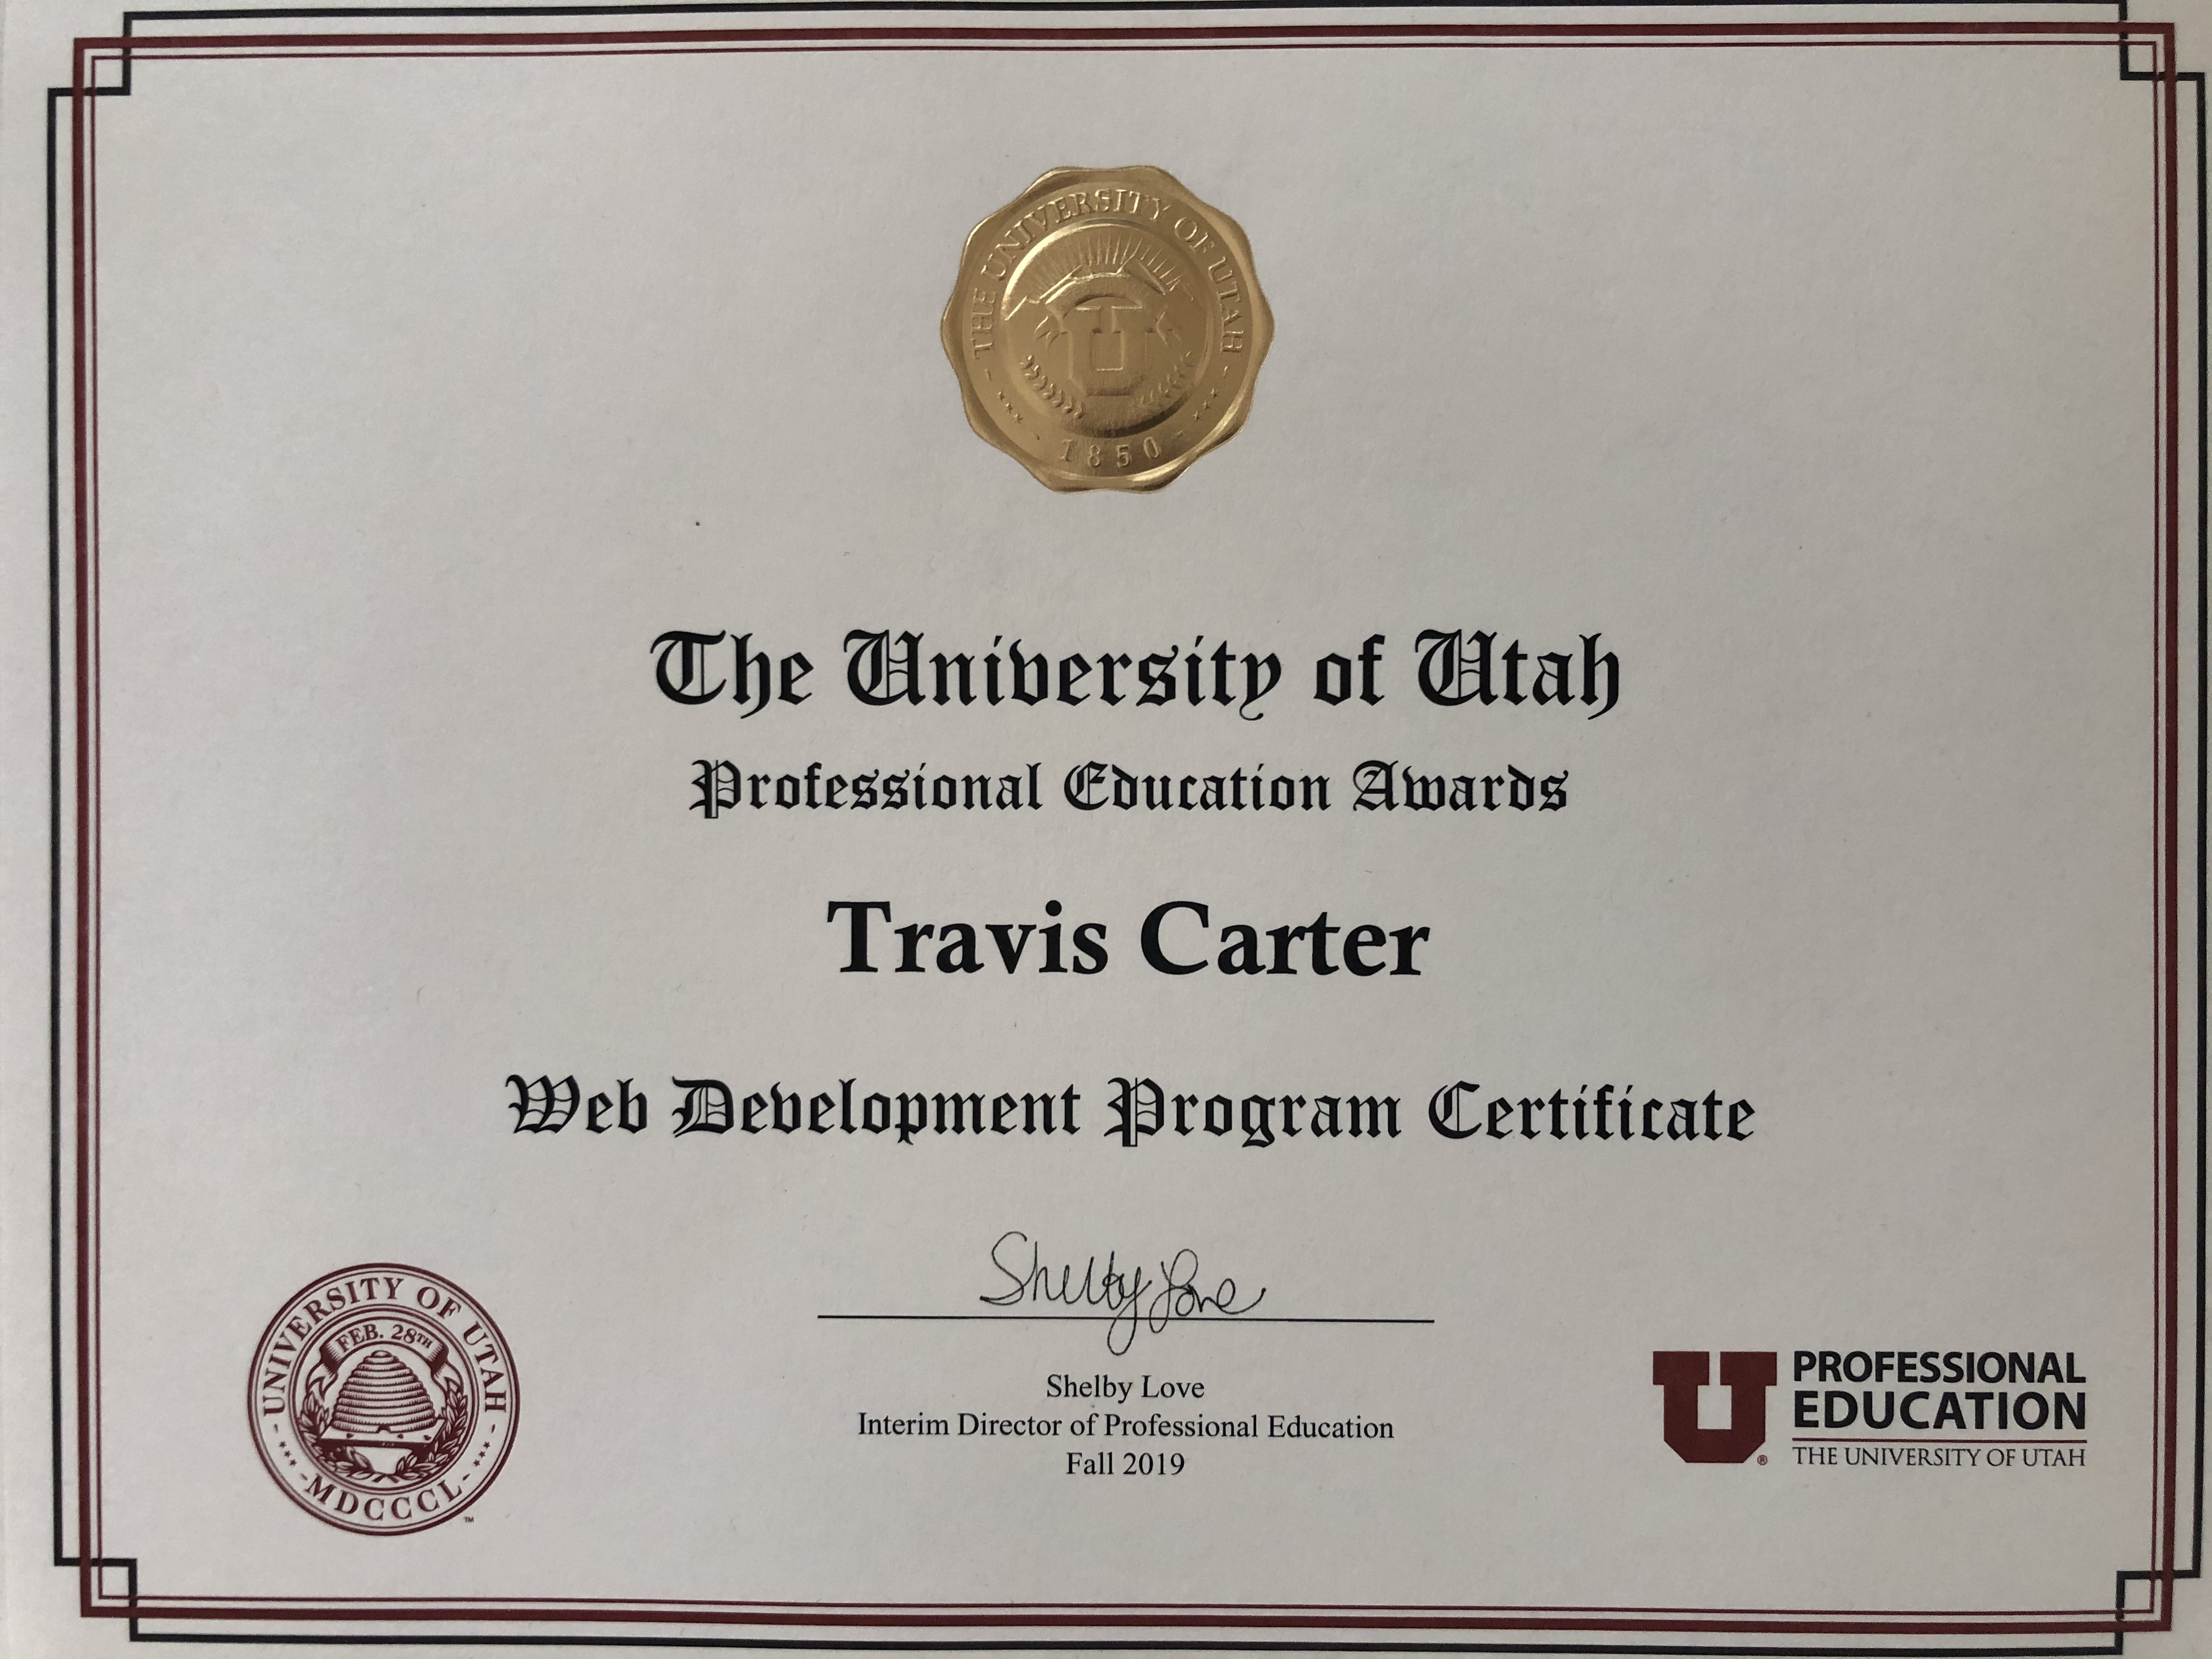 THE UNIVERSITY OF UTAH
1850
The University of Utah
Professional Education Awards
Travis Carter
Web Development Program Certificate
Shelby Love
Shelby Love
Interim Director of Professional Education
Fall 2019
UNIVERSITY OF UTAH
FEB. 28TH
MDCCCL
™
U
®
PROFESSIONAL
EDUCATION
THE UNIVERSITY OF UTAH